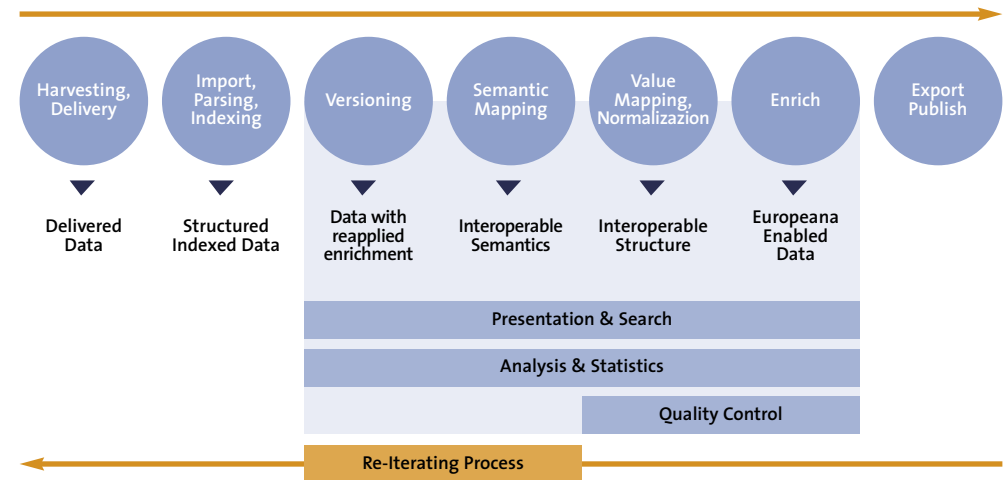 Harvesting,
Delivery
Import,
Parsing,
Indexing
Versioning
Semantic
Mapping
Value
Mapping,
Normalizazion
Enrich
Export
Publish
Delivered
Data
Structured
Indexed Data
Data with
reapplied
enrichment
Interoperable
Semantics
Interoperable
Structure
Europeana
Enabled
Data
Presentation & Search
Analysis & Statistics
Quality Control
Re-Iterating Process